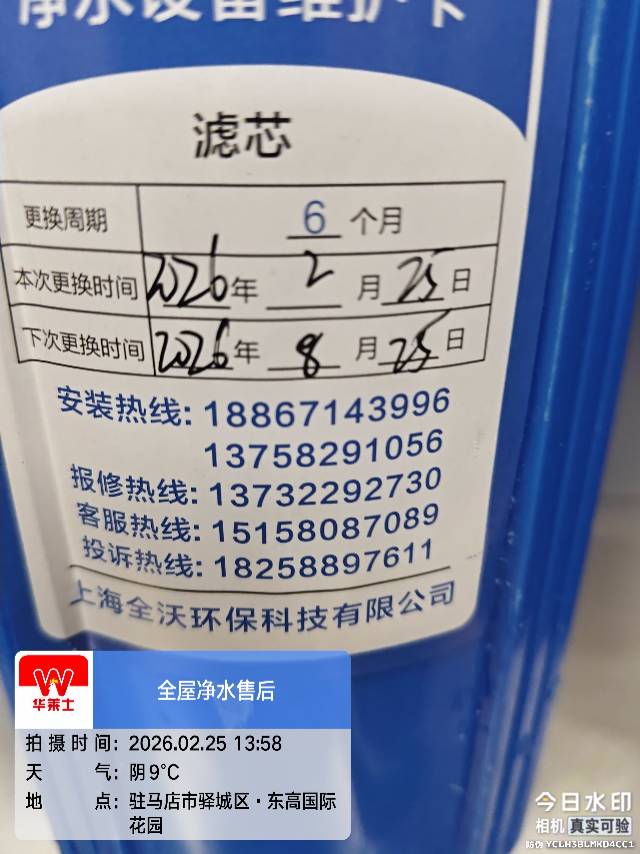 净水设备维护卡
滤芯
更换周期 6 个月
本次更换时间 2026年 2 月 25 日
下次更换时间 2026年 8 月 25 日
安装热线: 18867143996
13758291056
报修热线: 13732292730
客服热线: 15158087089
投诉热线: 18258897611
上海全沃环保科技有限公司
华莱士
全屋净水售后
拍摄时间: 2026.02.25 13:58
天 气: 阴 9℃
地 点: 驻马店市驿城区·东高国际
花园
今日水印
相机 真实可验
防伪 YCLH3BLMKD4CC1